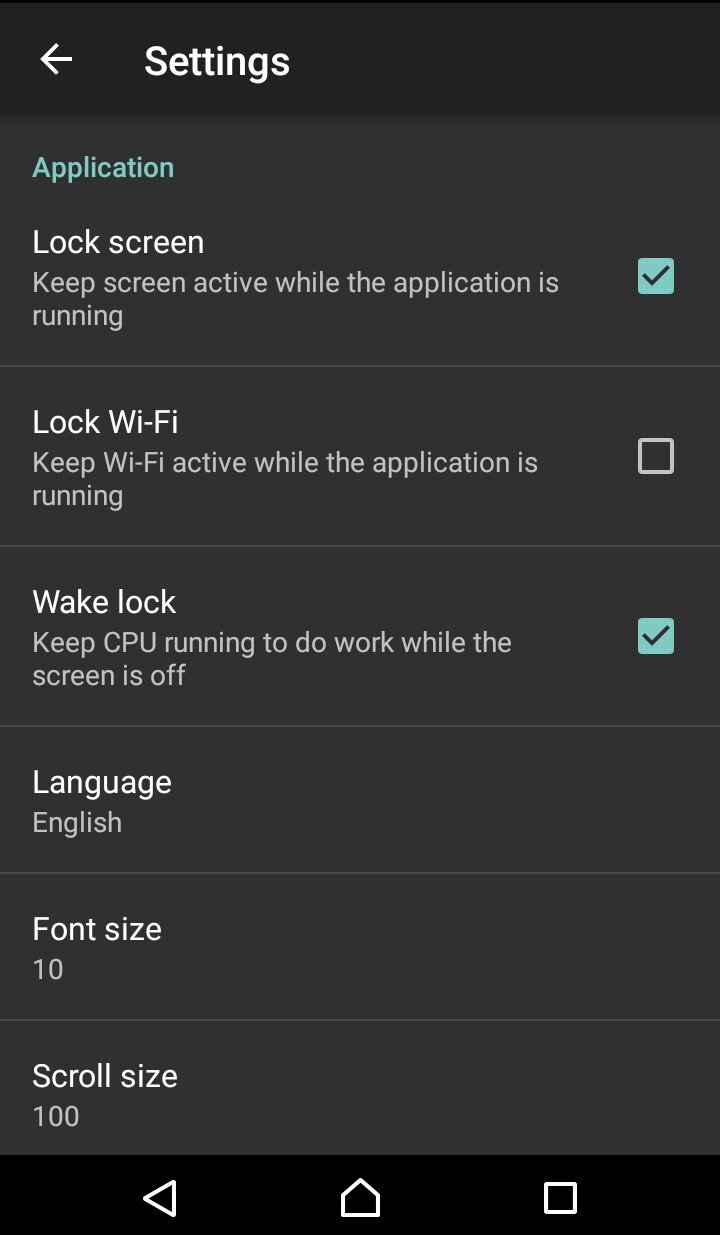 Settings
Application
Lock screen
Keep screen active while the application is
running
Lock Wi-Fi
Keep Wi-Fi active while the application is
running
Wake lock
Keep CPU running to do work while the
screen is off
Language
English
Font size
10
Scroll size
100